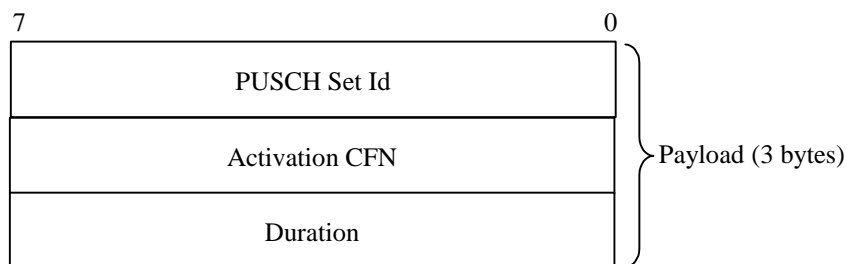 7 0
PUSCH Set Id
Activation CFN
Payload (3 bytes)
Duration